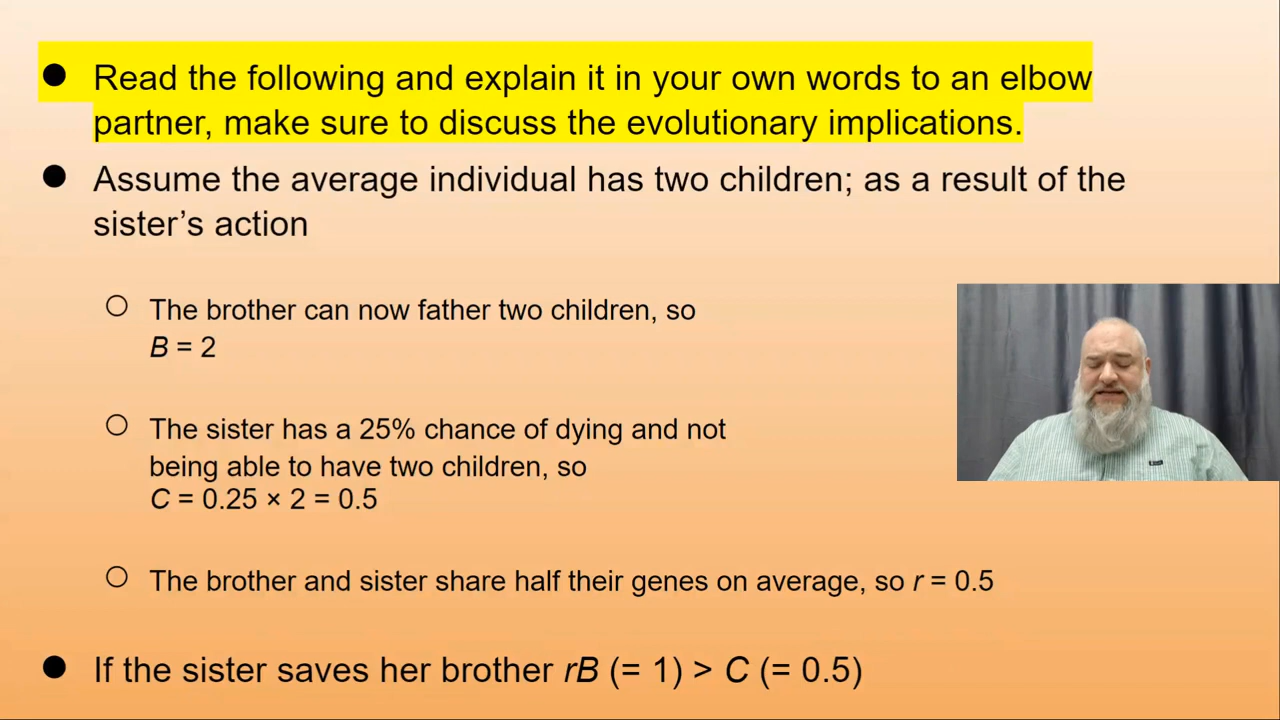 Read the following and explain it in your own words to an elbow
partner, make sure to discuss the evolutionary implications.
Assume the average individual has two children; as a result of the
sister’s action
The brother can now father two children, so
B = 2
The sister has a 25% chance of dying and not
being able to have two children, so
C = 0.25 × 2 = 0.5
The brother and sister share half their genes on average, so r = 0.5
If the sister saves her brother rB (= 1) > C (= 0.5)